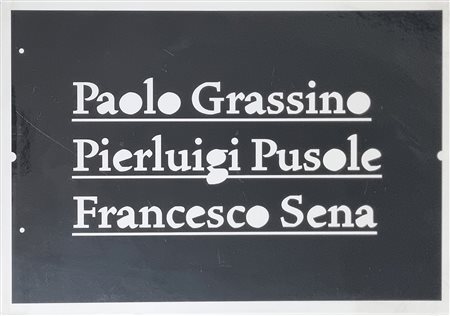 Paolo Grassino
Pierluigi Pusole
Francesco Sena